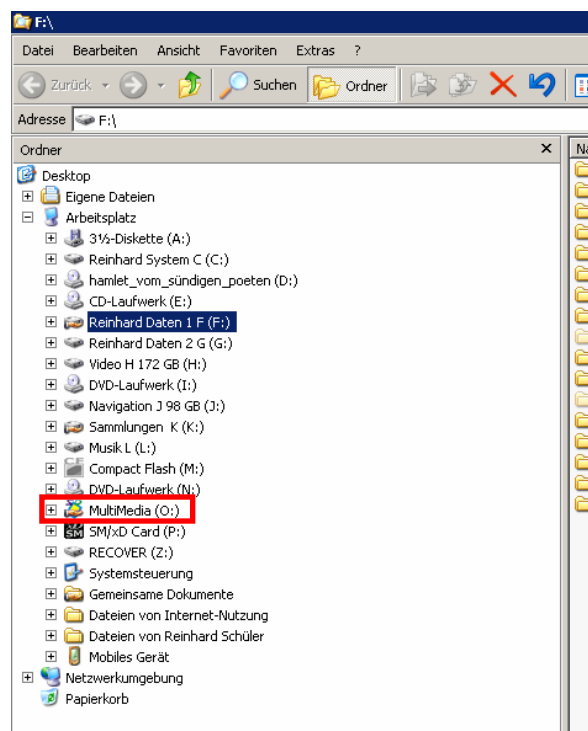 F:\
Datei Bearbeiten Ansicht Favoriten Extras ?
Zurück Suchen Ordner
Adresse F:\
Ordner
Desktop
Eigene Dateien
Arbeitsplatz
3½-Diskette (A:)
Reinhard System C (C:)
hamlet_vom_sündigen_poeten (D:)
CD-Laufwerk (E:)
Reinhard Daten 1 F (F:)
Reinhard Daten 2 G (G:)
Video H 172 GB (H:)
DVD-Laufwerk (I:)
Navigation J 98 GB (J:)
Sammlungen K (K:)
Musik L (L:)
Compact Flash (M:)
DVD-Laufwerk (N:)
MultiMedia (O:)
SM SM/xD Card (P:)
RECOVER (Z:)
Systemsteuerung
Gemeinsame Dokumente
Dateien von Internet-Nutzung
Dateien von Reinhard Schüler
Mobiles Gerät
Netzwerkumgebung
Papierkorb